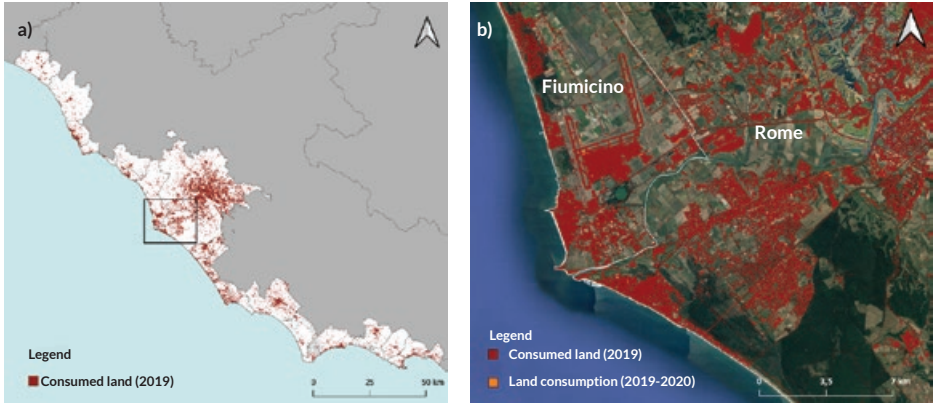 a)
Legend
Consumed land (2019)
0 25 50 km
b)
Fiumicino
Rome
Legend
Consumed land (2019)
Land consumption (2019-2020)
0 3,5 7 km